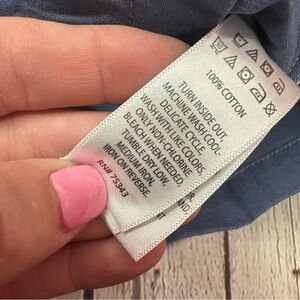 100% COTTON
TURN INSIDE OUT.
MACHINE WASH COOL-
DELICATE CYCLE,
WASH WITH LIKE COLORS,
ONLY NON-CHLORINE
BLEACH WHEN NEEDED,
TUMBLE DRY LOW,
MEDIUM IRON,
IRON ON REVERSE.
RN# 75343